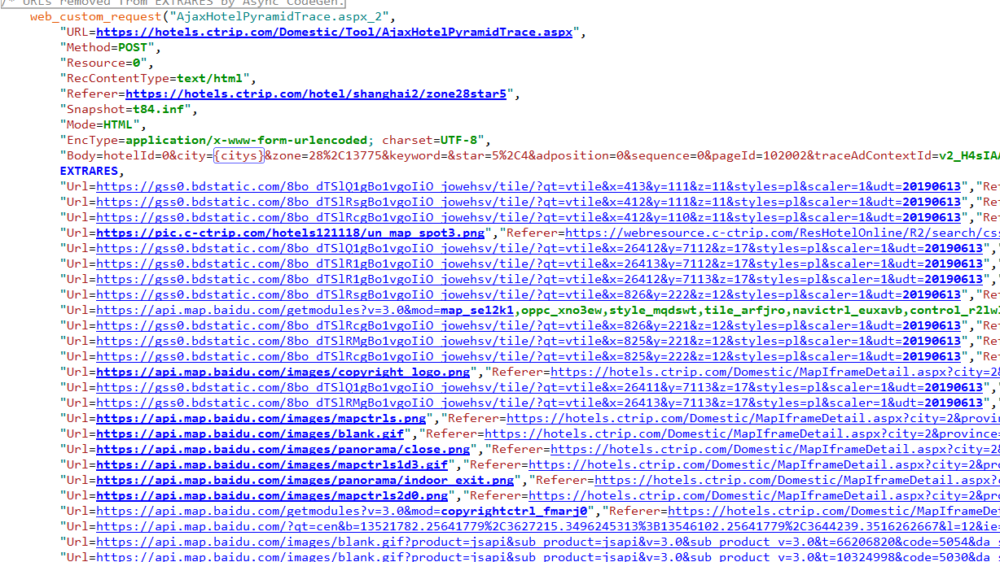 /* URLs removed from EXTRARES by Async CodeGen.
web_custom_request("AjaxHotelPyramidTrace.aspx_2",
"URL=https://hotels.ctrip.com/Domestic/Tool/AjaxHotelPyramidTrace.aspx",
"Method=POST",
"Resource=0",
"RecContentType=text/html",
"Referer=https://hotels.ctrip.com/hotel/shanghai2/zone28star5",
"Snapshot=t84.inf",
"Mode=HTML",
"EncType=application/x-www-form-urlencoded; charset=UTF-8",
"Body=hotelId=0&city={citys}&zone=28%2C13775&keyword=&star=5%2C4&adposition=0&sequence=0&pageId=102002&traceAdContextId=v2_H4sIA
EXTRARES,
"Url=https://gss0.bdstatic.com/8bo_dTSlQ1gBo1vgoIiO_jowehsv/tile/?qt=vtile&x=413&y=111&z=11&styles=pl&scaler=1&udt=20190613","Re
"Url=https://gss0.bdstatic.com/8bo_dTSlRsgBo1vgoIiO_jowehsv/tile/?qt=vtile&x=412&y=111&z=11&styles=pl&scaler=1&udt=20190613","Re
"Url=https://gss0.bdstatic.com/8bo_dTSlRcgBo1vgoIiO_jowehsv/tile/?qt=vtile&x=412&y=110&z=11&styles=pl&scaler=1&udt=20190613","Re
"Url=https://pic.c-ctrip.com/hotels121118/un_map_spot3.png","Referer=https://webresource.c-ctrip.com/ResHotelOnline/R2/search/cs
"Url=https://gss0.bdstatic.com/8bo_dTSlQ1gBo1vgoIiO_jowehsv/tile/?qt=vtile&x=26412&y=7112&z=17&styles=pl&scaler=1&udt=20190613","
"Url=https://gss0.bdstatic.com/8bo_dTSlR1gBo1vgoIiO_jowehsv/tile/?qt=vtile&x=26413&y=7112&z=17&styles=pl&scaler=1&udt=20190613","
"Url=https://gss0.bdstatic.com/8bo_dTSlR1gBo1vgoIiO_jowehsv/tile/?qt=vtile&x=26412&y=7113&z=17&styles=pl&scaler=1&udt=20190613","
"Url=https://gss0.bdstatic.com/8bo_dTSlRsgBo1vgoIiO_jowehsv/tile/?qt=vtile&x=826&y=222&z=12&styles=pl&scaler=1&udt=20190613","Re
"Url=https://api.map.baidu.com/getmodules?v=3.0&mod=map_se12k1,oppc_xno3ew,style_mqdswt,tile_arfjro,navictrl_euxavb,control_r2lw
"Url=https://gss0.bdstatic.com/8bo_dTSlRcgBo1vgoIiO_jowehsv/tile/?qt=vtile&x=826&y=221&z=12&styles=pl&scaler=1&udt=20190613","Re
"Url=https://gss0.bdstatic.com/8bo_dTSlRMgBo1vgoIiO_jowehsv/tile/?qt=vtile&x=825&y=221&z=12&styles=pl&scaler=1&udt=20190613","Re
"Url=https://gss0.bdstatic.com/8bo_dTSlRcgBo1vgoIiO_jowehsv/tile/?qt=vtile&x=825&y=222&z=12&styles=pl&scaler=1&udt=20190613","Re
"Url=https://api.map.baidu.com/images/copyright_logo.png","Referer=https://hotels.ctrip.com/Domestic/MapIframeDetail.aspx?city=2&
"Url=https://gss0.bdstatic.com/8bo_dTSlQ1gBo1vgoIiO_jowehsv/tile/?qt=vtile&x=26411&y=7113&z=17&styles=pl&scaler=1&udt=20190613","
"Url=https://gss0.bdstatic.com/8bo_dTSlRMgBo1vgoIiO_jowehsv/tile/?qt=vtile&x=26413&y=7113&z=17&styles=pl&scaler=1&udt=20190613","
"Url=https://api.map.baidu.com/images/mapctrls.png","Referer=https://hotels.ctrip.com/Domestic/MapIframeDetail.aspx?city=2&provin
"Url=https://api.map.baidu.com/images/blank.gif","Referer=https://hotels.ctrip.com/Domestic/MapIframeDetail.aspx?city=2&province=
"Url=https://api.map.baidu.com/images/panorama/close.png","Referer=https://hotels.ctrip.com/Domestic/MapIframeDetail.aspx?city=2&
"Url=https://api.map.baidu.com/images/mapctrls1d3.gif","Referer=https://hotels.ctrip.com/Domestic/MapIframeDetail.aspx?city=2&pro
"Url=https://api.map.baidu.com/images/panorama/indoor_exit.png","Referer=https://hotels.ctrip.com/Domestic/MapIframeDetail.aspx?c
"Url=https://api.map.baidu.com/images/mapctrls2d0.png","Referer=https://hotels.ctrip.com/Domestic/MapIframeDetail.aspx?city=2&pro
"Url=https://api.map.baidu.com/getmodules?v=3.0&mod=copyrightctrl_fmarj0","Referer=https://hotels.ctrip.com/Domestic/MapIframeDet
"Url=https://api.map.baidu.com/?qt=cen&b=13521782.25641779%2C3627215.3496245313%3B13546102.25641779%2C3644239.3516262667&l=12&ie=
"Url=https://api.map.baidu.com/images/blank.gif?product=jsapi&sub_product=jsapi&v=3.0&sub_product_v=3.0&t=66206820&code=5054&da_s
"Url=https://api.map.baidu.com/images/blank.gif?product=jsapi&sub_product=jsapi&v=3.0&sub_product_v=3.0&t=10324998&code=5030&da_s